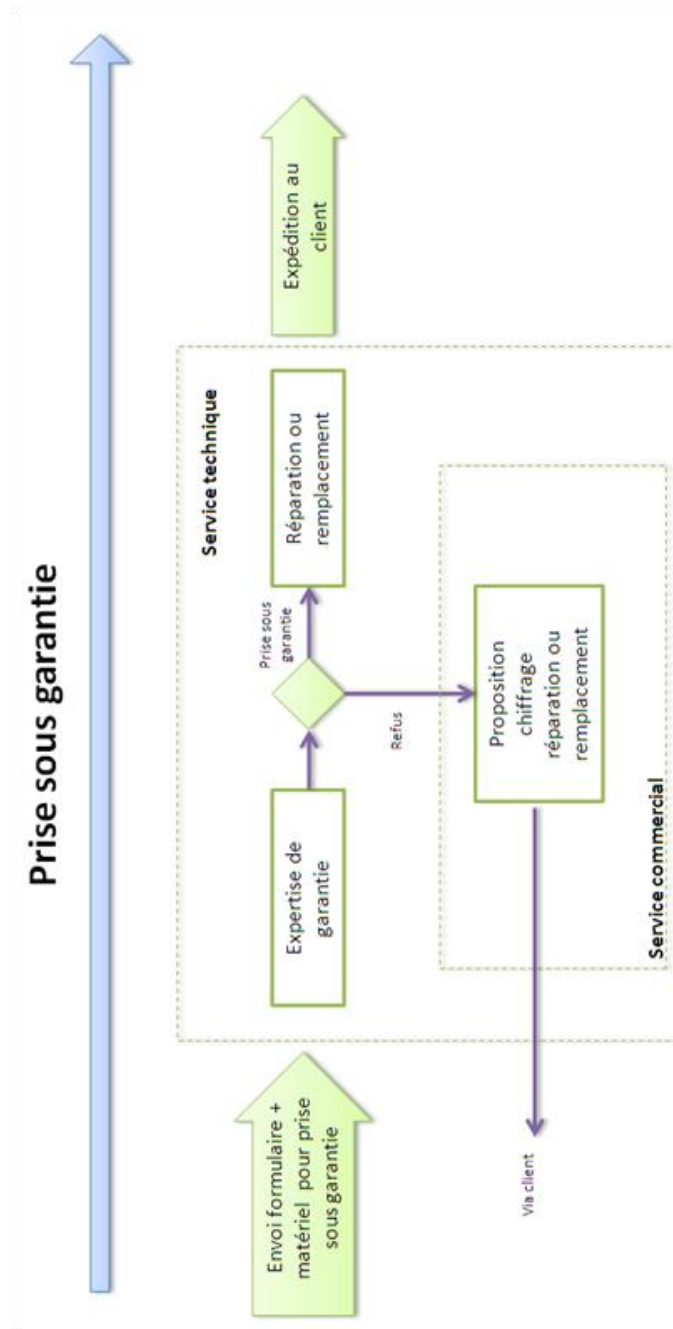 Prise sous garantie
Envoi formulaire +
matériel pour prise
sous garantie
Service technique
Expertise de
garantie
Prise sous
garantie
Réparation ou
remplacement
Expédition au
client
Refus
Proposition
chiffrage
réparation ou
remplacement
Service commercial
Via client